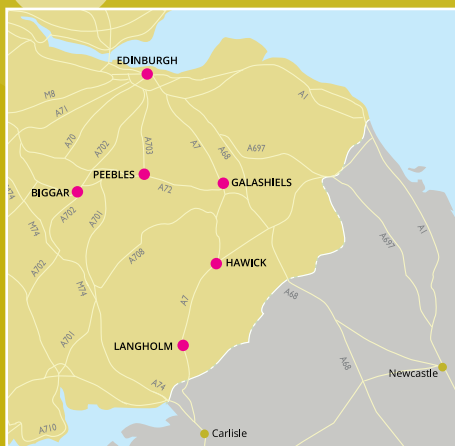 EDINBURGH
M8
A71
A70
A702
A703
A7
A68
A697
A1
PEEBLES
A72
GALASHIELS
BIGGAR
M74
A702
A701
M74
A702
A708
HAWICK
A697
A1
M74
A7
A68
A701
LANGHOLM
A68
A74
Newcastle
A710
Carlisle